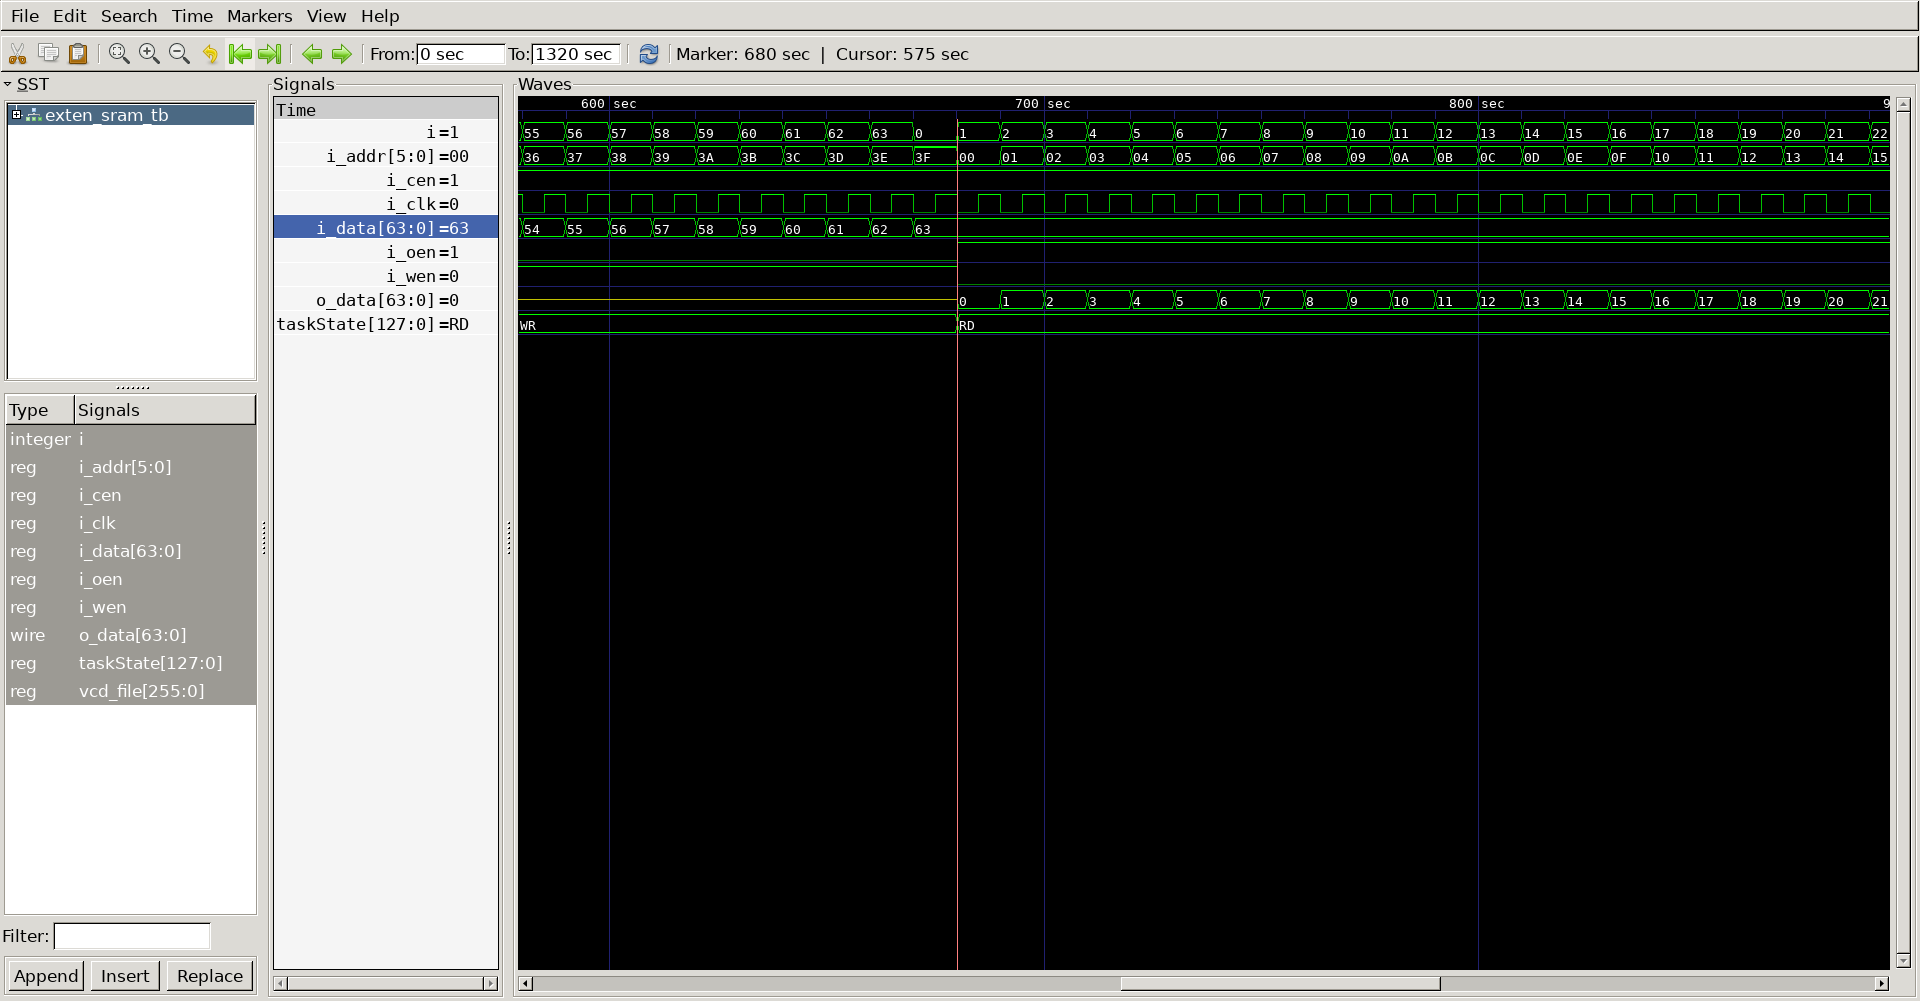 File Edit Search Time Markers View Help
From: 0 sec To: 1320 sec Marker: 680 sec | Cursor: 575 sec
SST
exten_sram_tb
Type Signals
integer i
reg i_addr[5:0]
reg i_cen
reg i_clk
reg i_data[63:0]
reg i_oen
reg i_wen
wire o_data[63:0]
reg taskState[127:0]
reg vcd_file[255:0]
Filter:
Append Insert Replace
Signals
Time
i=1
i_addr[5:0]=00
i_cen=1
i_clk=0
i_data[63:0]=63
i_oen=1
i_wen=0
o_data[63:0]=0
taskState[127:0]=RD
Waves
600 sec 700 sec 800 sec 9
55 56 57 58 59 60 61 62 63 0 1 2 3 4 5 6 7 8 9 10 11 12 13 14 15 16 17 18 19 20 21 22
36 37 38 39 3A 3B 3C 3D 3E 3F 00 01 02 03 04 05 06 07 08 09 0A 0B 0C 0D 0E 0F 10 11 12 13 14 15
54 55 56 57 58 59 60 61 62 63
0 1 2 3 4 5 6 7 8 9 10 11 12 13 14 15 16 17 18 19 20 21
WR RD